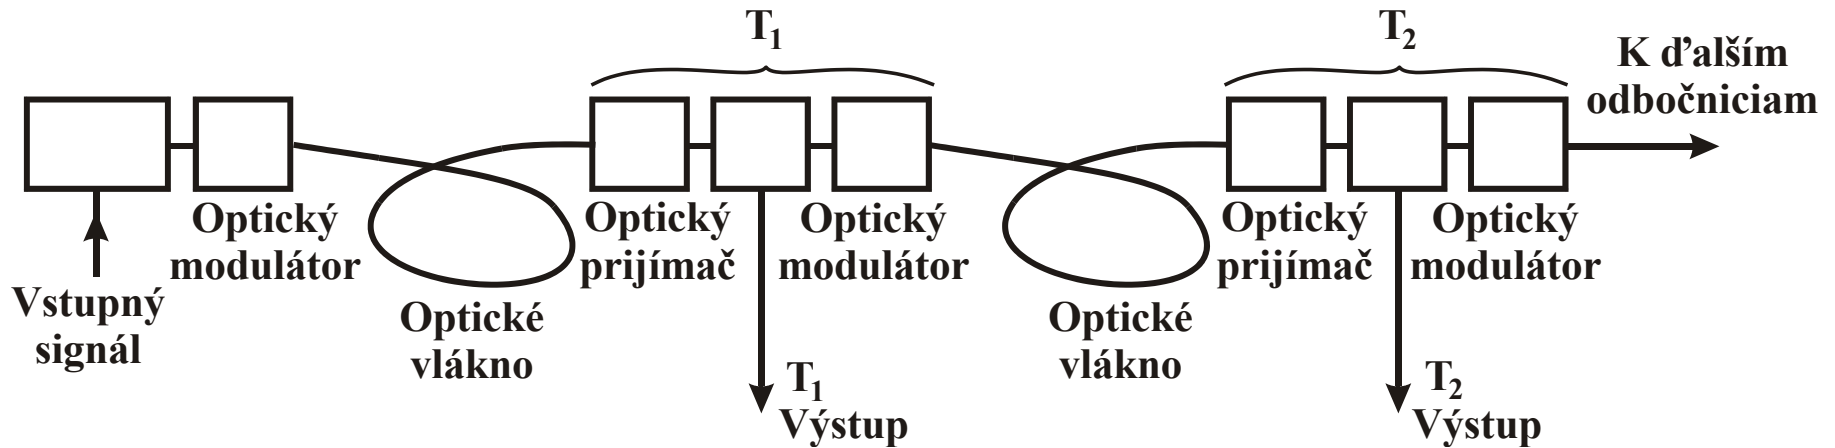 T1
T2
K ďalším
odbočniciam
Optický
modulátor
Vstupný
signál
Optické
vlákno
Optický
prijímač
Optický
modulátor
T1
Výstup
Optické
vlákno
Optický
prijímač
Optický
modulátor
T2
Výstup